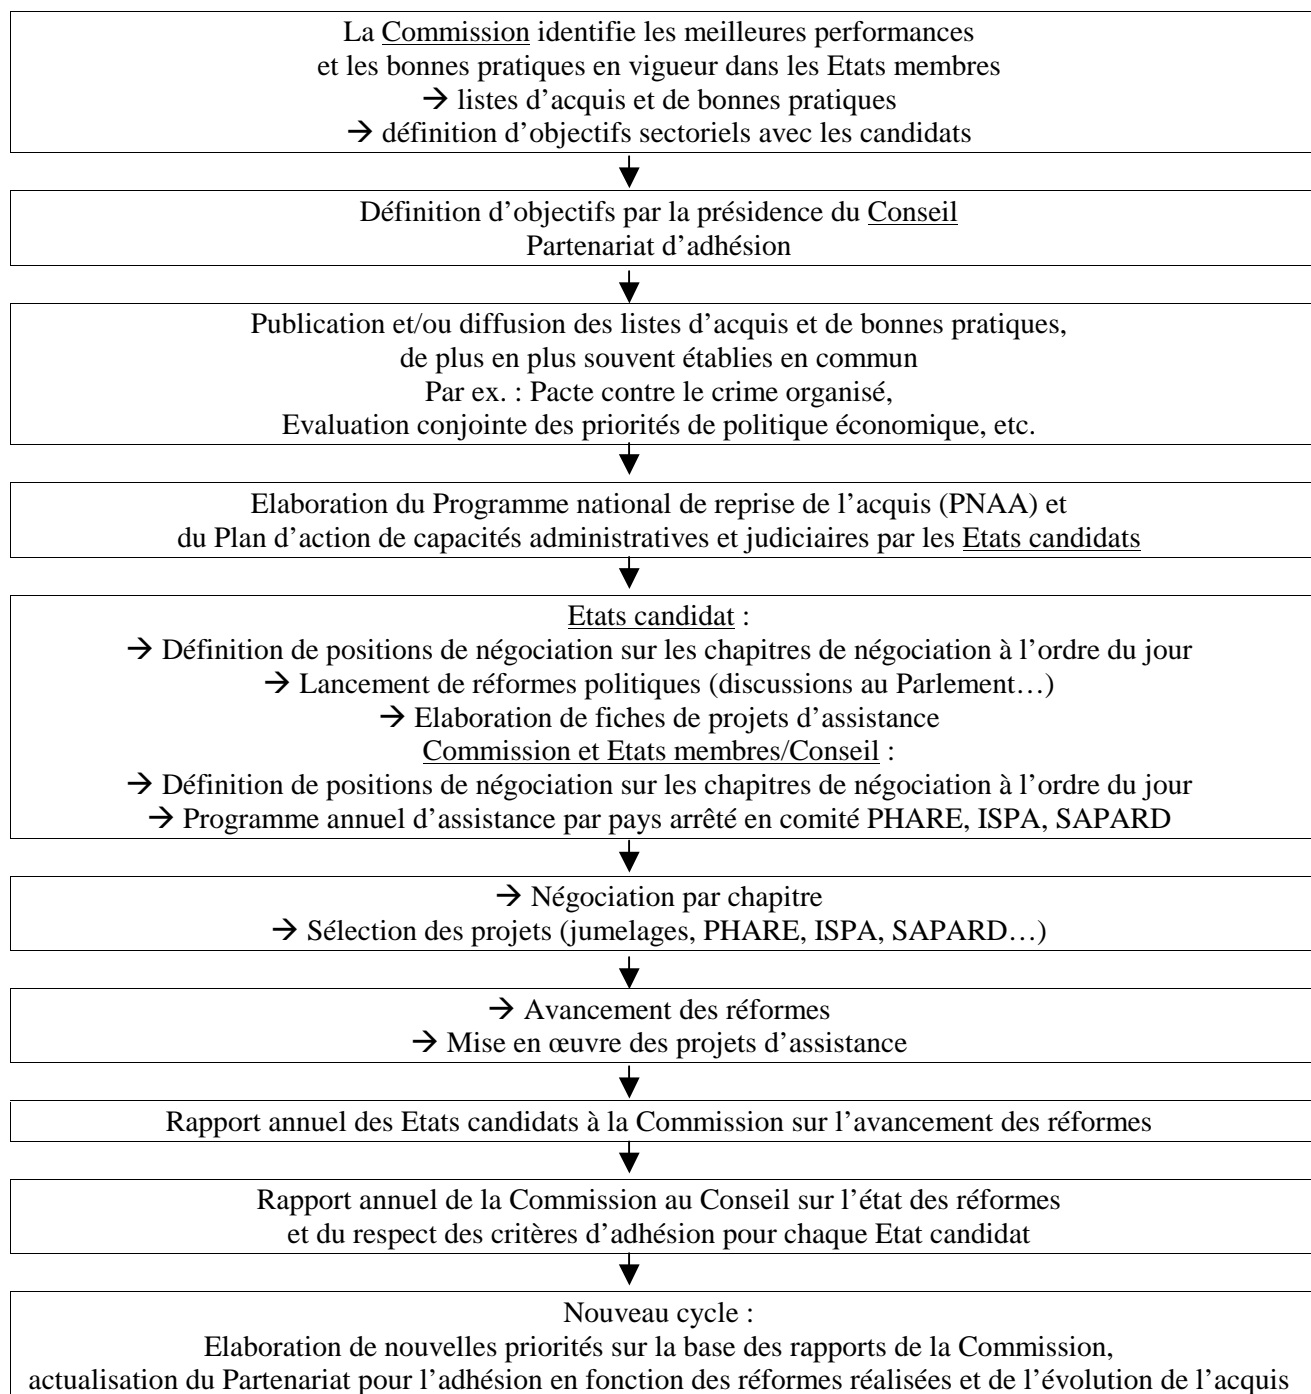 La Commission identifie les meilleures performances
et les bonnes pratiques en vigueur dans les Etats membres
→ listes d’acquis et de bonnes pratiques
→ définition d’objectifs sectoriels avec les candidats
Définition d’objectifs par la présidence du Conseil
Partenariat d’adhésion
Publication et/ou diffusion des listes d’acquis et de bonnes pratiques,
de plus en plus souvent établies en commun
Par ex. : Pacte contre le crime organisé,
Evaluation conjointe des priorités de politique économique, etc.
Elaboration du Programme national de reprise de l’acquis (PNAA) et
du Plan d’action de capacités administratives et judiciaires par les Etats candidats
Etats candidat :
→ Définition de positions de négociation sur les chapitres de négociation à l’ordre du jour
→ Lancement de réformes politiques (discussions au Parlement…)
→ Elaboration de fiches de projets d’assistance
Commission et Etats membres/Conseil :
→ Définition de positions de négociation sur les chapitres de négociation à l’ordre du jour
→ Programme annuel d’assistance par pays arrêté en comité PHARE, ISPA, SAPARD
→ Négociation par chapitre
→ Sélection des projets (jumelages, PHARE, ISPA, SAPARD…)
→ Avancement des réformes
→ Mise en œuvre des projets d’assistance
Rapport annuel des Etats candidats à la Commission sur l’avancement des réformes
Rapport annuel de la Commission au Conseil sur l’état des réformes
et du respect des critères d’adhésion pour chaque Etat candidat
Nouveau cycle :
Elaboration de nouvelles priorités sur la base des rapports de la Commission,
actualisation du Partenariat pour l’adhésion en fonction des réformes réalisées et de l’évolution de l’acquis